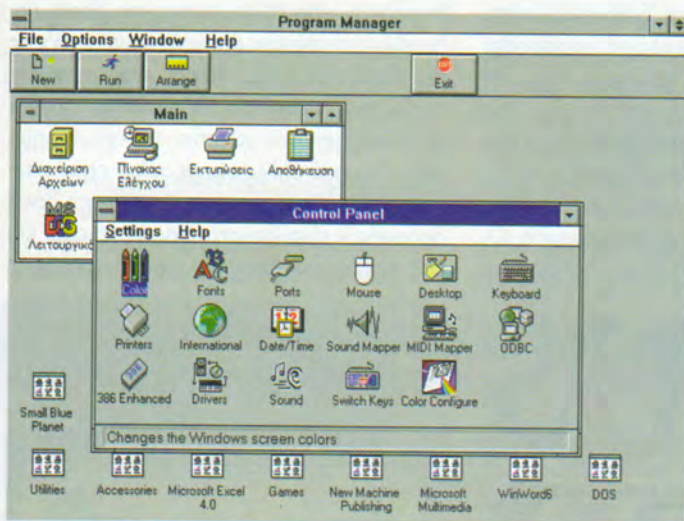 Program Manager
File Options Window Help
New Run Arrange Exit
Main
Διαχείριση Αρχείων
Πίνακας Ελέγχου
Εκτυπώσεις
Αποθήκευση
MS DOS
Λειτουργικό
Control Panel
Settings Help
Color Fonts Ports Mouse Desktop Keyboard
Printers International Date/Time Sound Mapper MIDI Mapper ODBC
386 Enhanced Drivers Sound Switch Keys Color Configure
Changes the Windows screen colors
Small Blue Planet
Utilities
Accessories
Microsoft Excel 4.0
Games
New Machine Publishing
Microsoft Multimedia
WinWord6
DOS